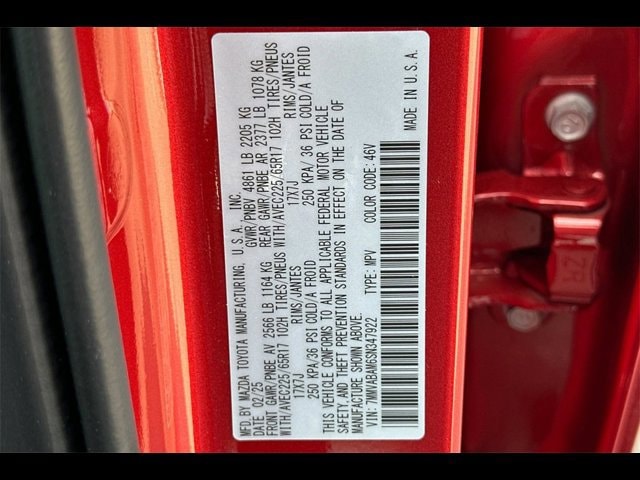 MFD. BY MAZDA TOYOTA MANUFACTURING, U.S.A., INC.
DATE: 02/25 GVWR/PNBV 4861 LB 2205 KG
FRONT GAWR/PNBE AV 2566 LB 1164 KG REAR GAWR/PNBE AR 2377 LB 1078 KG
WITH/AVEC225/65R17 102H TIRES/PNEUS WITH/AVEC225/65R17 102H TIRES/PNEUS
17X7J RIMS/JANTES 17X7J RIMS/JANTES
250 KPA/36 PSI COLD/A FROID 250 KPA/ 36 PSI COLD/A FROID
THIS VEHICLE CONFORMS TO ALL APPLICABLE FEDERAL MOTOR VEHICLE
SAFETY AND THEFT PREVENTION STANDARDS IN EFFECT ON THE DATE OF
MANUFACTURE SHOWN ABOVE.
VIN: 7MMVABAM6SN347922 TYPE: MPV COLOR CODE: 46V
MADE IN U.S.A.